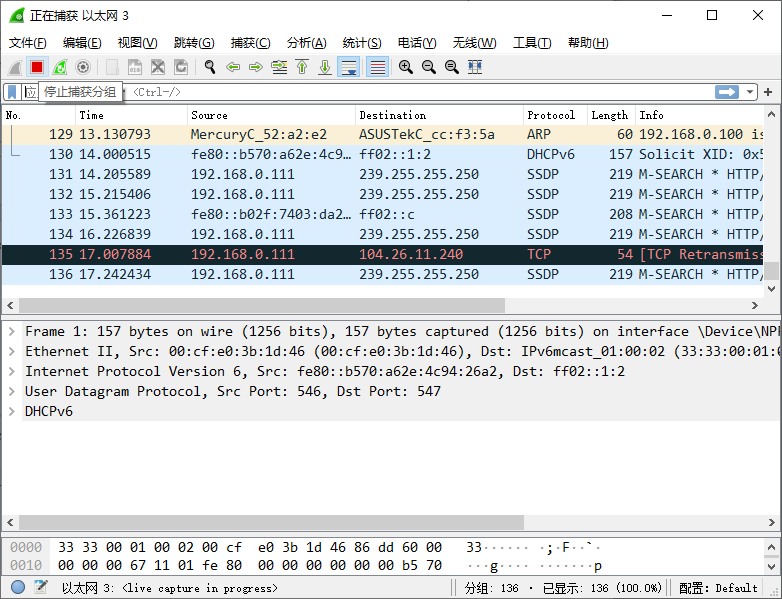 正在捕获 以太网 3
文件(F) 编辑(E) 视图(V) 跳转(G) 捕获(C) 分析(A) 统计(S) 电话(Y) 无线(W) 工具(T) 帮助(H)
停止捕获分组 <Ctrl-/>
No. Time Source Destination Protocol Length Info
129 13.130793 MercuryC_52:a2:e2 ASUSTekC_cc:f3:5a ARP 60 192.168.0.100 is
130 14.000515 fe80::b570:a62e:4c9… ff02::1:2 DHCPv6 157 Solicit XID: 0x5
131 14.205589 192.168.0.111 239.255.255.250 SSDP 219 M-SEARCH * HTTP/
132 15.215406 192.168.0.111 239.255.255.250 SSDP 219 M-SEARCH * HTTP/
133 15.361223 fe80::b02f:7403:da2… ff02::c SSDP 208 M-SEARCH * HTTP/
134 16.226839 192.168.0.111 239.255.255.250 SSDP 219 M-SEARCH * HTTP/
135 17.007884 192.168.0.111 104.26.11.240 TCP 54 [TCP Retransmiss
136 17.242434 192.168.0.111 239.255.255.250 SSDP 219 M-SEARCH * HTTP/
Frame 1: 157 bytes on wire (1256 bits), 157 bytes captured (1256 bits) on interface \Device\NPF
Ethernet II, Src: 00:cf:e0:3b:1d:46 (00:cf:e0:3b:1d:46), Dst: IPv6mcast_01:00:02 (33:33:00:01:0
Internet Protocol Version 6, Src: fe80::b570:a62e:4c94:26a2, Dst: ff02::1:2
User Datagram Protocol, Src Port: 546, Dst Port: 547
DHCPv6
0000 33 33 00 01 00 02 00 cf e0 3b 1d 46 86 dd 60 00 33······ ·;·F··`·
0010 00 00 00 67 11 01 fe 80 00 00 00 00 00 00 b5 70 ···g···· ·······p
以太网 3: <live capture in progress> 分组: 136 · 已显示: 136 (100.0%) 配置: Default